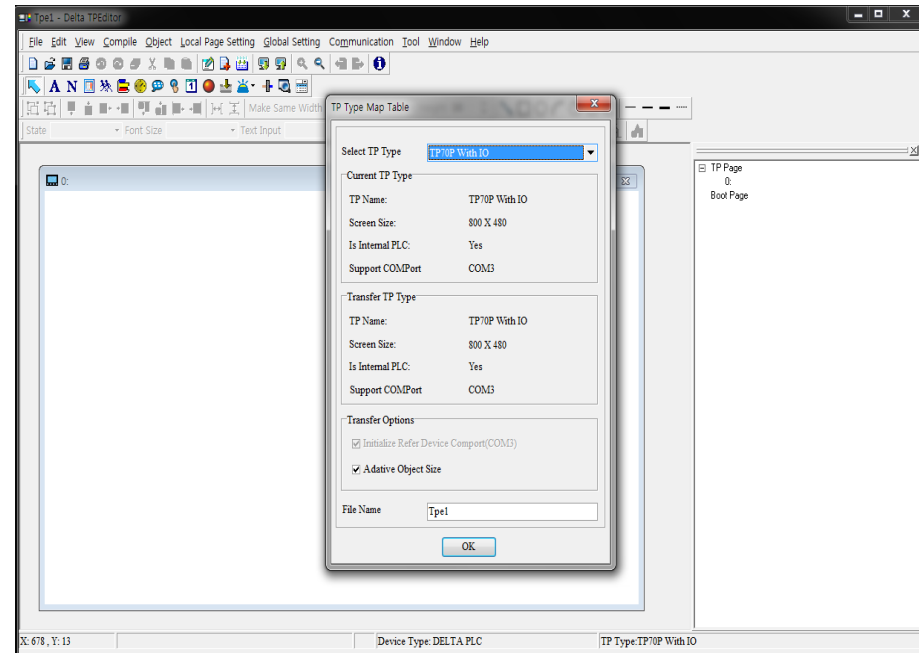 Tpe1 - Delta TPEditor
File Edit View Compile Object Local Page Setting Global Setting Communication Tool Window Help
A N
Make Same Width
State Font Size Text Input
0:
TP Type Map Table
Select TP Type TP70P With IO
Current TP Type
TP Name: TP70P With IO
Screen Size: 800 X 480
Is Internal PLC: Yes
Support COMPort COM3
Transfer TP Type
TP Name: TP70P With IO
Screen Size: 800 X 480
Is Internal PLC: Yes
Support COMPort COM3
Transfer Options
Initialize Refer Device Comport(COM3)
Adative Object Size
File Name Tpe1
OK
TP Page
0:
Boot Page
X: 678 , Y: 13 Device Type: DELTA PLC TP Type:TP70P With IO